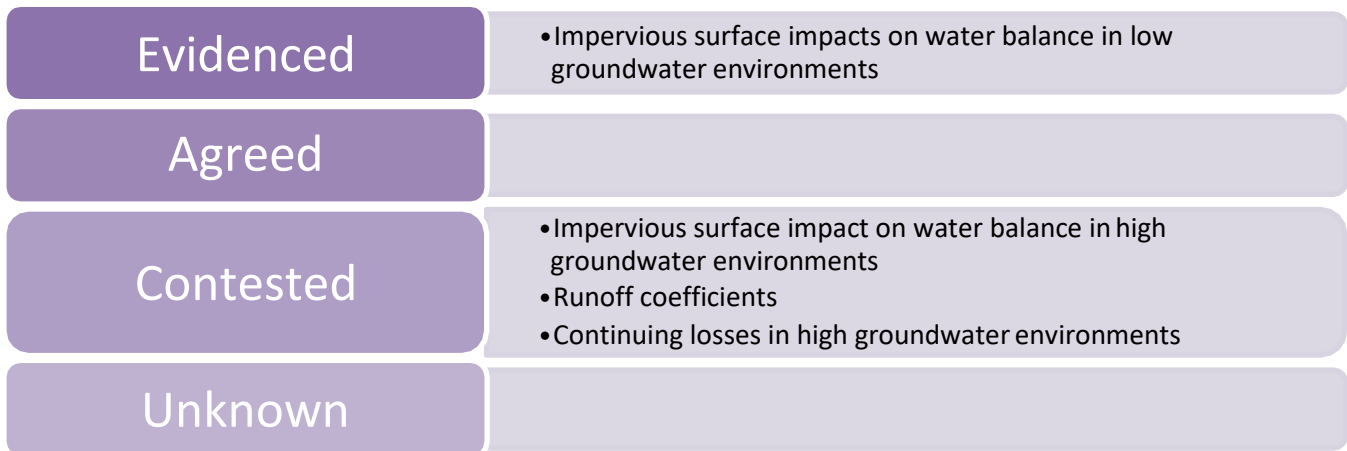 Evidenced
•Impervious surface impacts on water balance in low
groundwater environments
Agreed
Contested
•Impervious surface impact on water balance in high
groundwater environments
•Runoff coefficients
•Continuing losses in high groundwater environments
Unknown